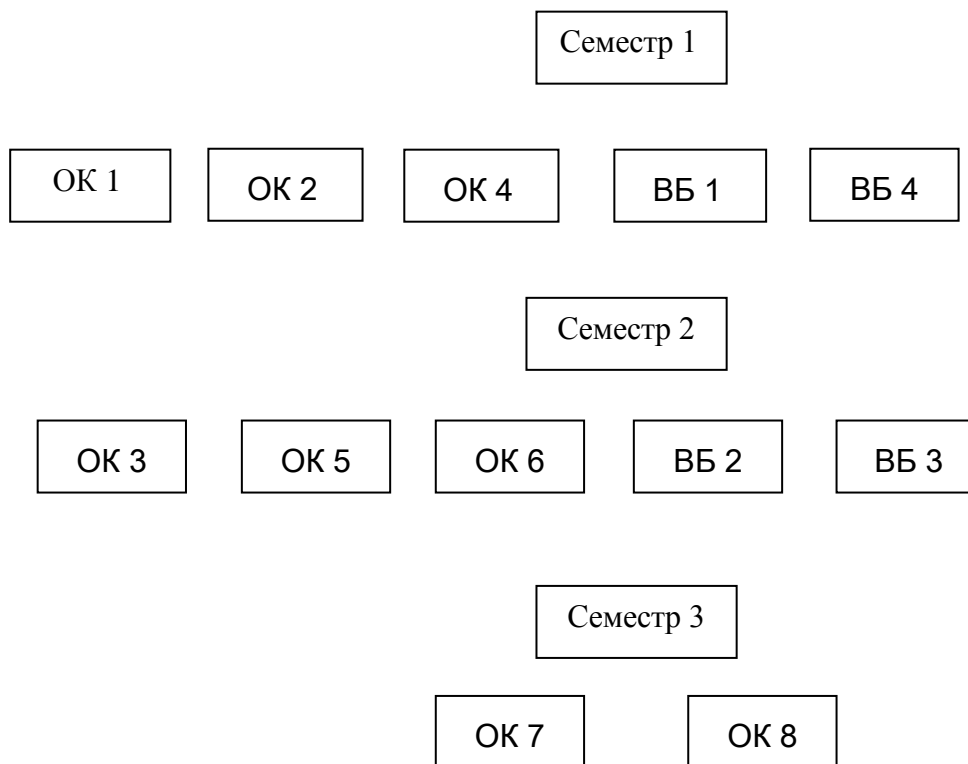 Семестр 1
ОК 1 ОК 2 ОК 4 ВБ 1 ВБ 4
Семестр 2
ОК 3 ОК 5 ОК 6 ВБ 2 ВБ 3
Семестр 3
ОК 7 ОК 8